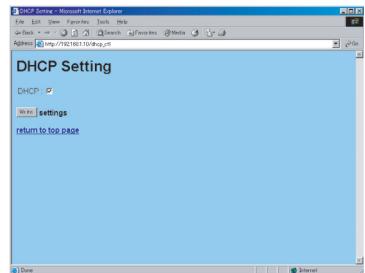 DHCP Setting - Microsoft Internet Explorer
File Edit View Favorites Tools Help
Back Search Favorites Media
Address http://192.168.1.10/dhcp_ctl Go
DHCP Setting
DHCP :
Write settings
return to top page
Done Internet